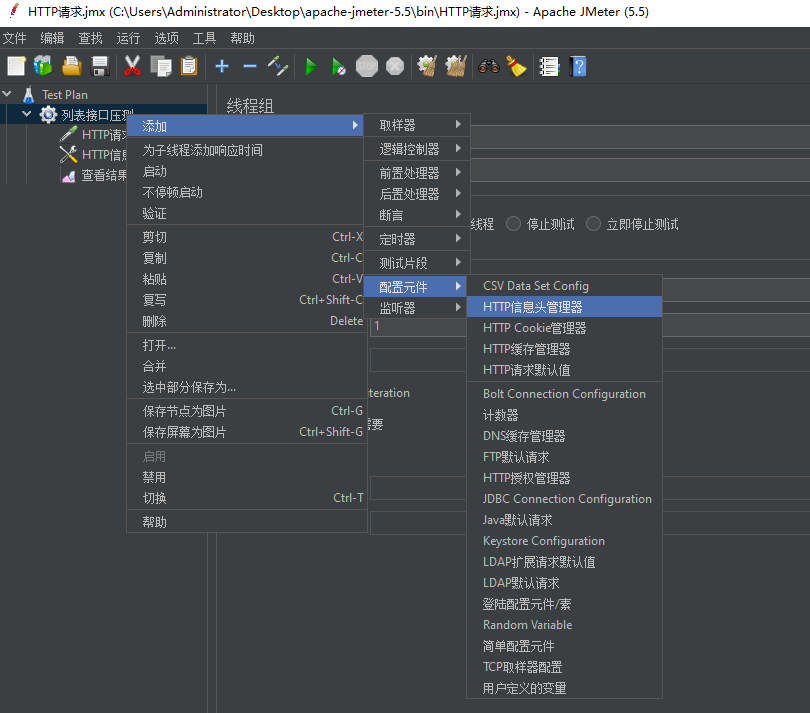 HTTP请求.jmx (C:\Users\Administrator\Desktop\apache-jmeter-5.5\bin\HTTP请求.jmx) - Apache JMeter (5.5)
文件 编辑 查找 运行 选项 工具 帮助
STOP
?
Test Plan
列表接口压测
HTTP请求
HTTP信息
查看结果
线程组
添加
为子线程添加响应时间
启动
不停顿启动
验证
剪切 Ctrl-X
复制 Ctrl-C
粘贴 Ctrl-V
复写 Ctrl+Shift-C
删除 Delete
打开...
合并
选中部分保存为...
保存节点为图片 Ctrl-G
保存屏幕为图片 Ctrl+Shift-G
启用
禁用
切换 Ctrl-T
帮助
取样器
逻辑控制器
前置处理器
后置处理器
断言
定时器
测试片段
配置元件
监听器
线程 停止测试 立即停止测试
1
iteration
需要
CSV Data Set Config
HTTP信息头管理器
HTTP Cookie管理器
HTTP缓存管理器
HTTP请求默认值
Bolt Connection Configuration
计数器
DNS缓存管理器
FTP默认请求
HTTP授权管理器
JDBC Connection Configuration
Java默认请求
Keystore Configuration
LDAP扩展请求默认值
LDAP默认请求
登陆配置元件/素
Random Variable
简单配置元件
TCP取样器配置
用户定义的变量